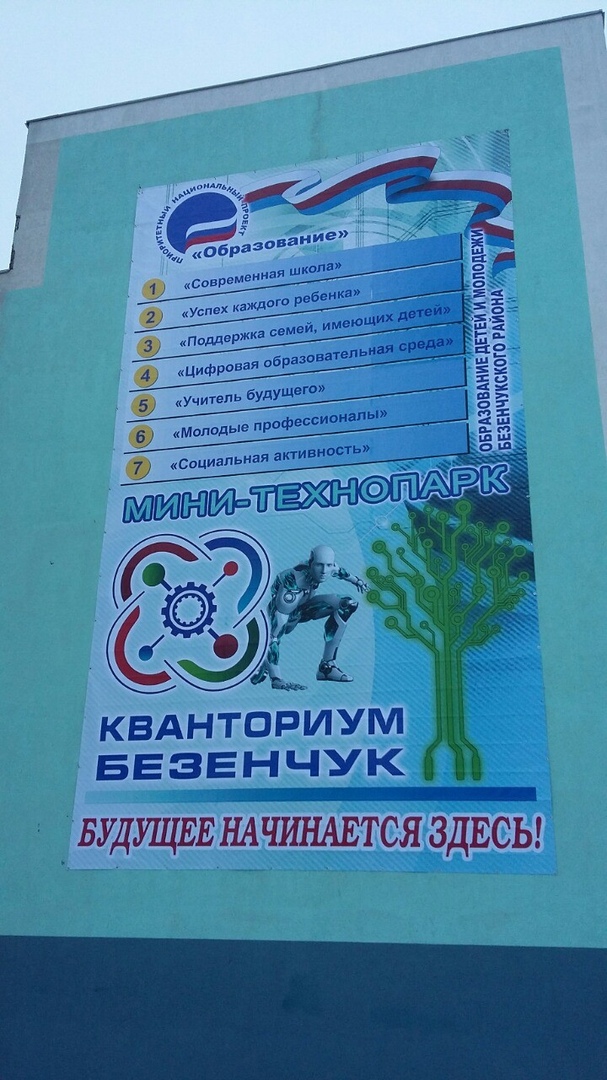 ПРИОРИТЕТНЫЙ НАЦИОНАЛЬНЫЙ ПРОЕКТ
«Образование»
1 «Современная школа»
2 «Успех каждого ребенка»
3 «Поддержка семей, имеющих детей»
4 «Цифровая образовательная среда»
5 «Учитель будущего»
6 «Молодые профессионалы»
7 «Социальная активность»
ОБРАЗОВАНИЕ ДЕТЕЙ И МОЛОДЕЖИ
БЕЗЕНЧУКСКОГО РАЙОНА
МИНИ-ТЕХНОПАРК
КВАНТОРИУМ
БЕЗЕНЧУК
БУДУЩЕЕ НАЧИНАЕТСЯ ЗДЕСЬ!